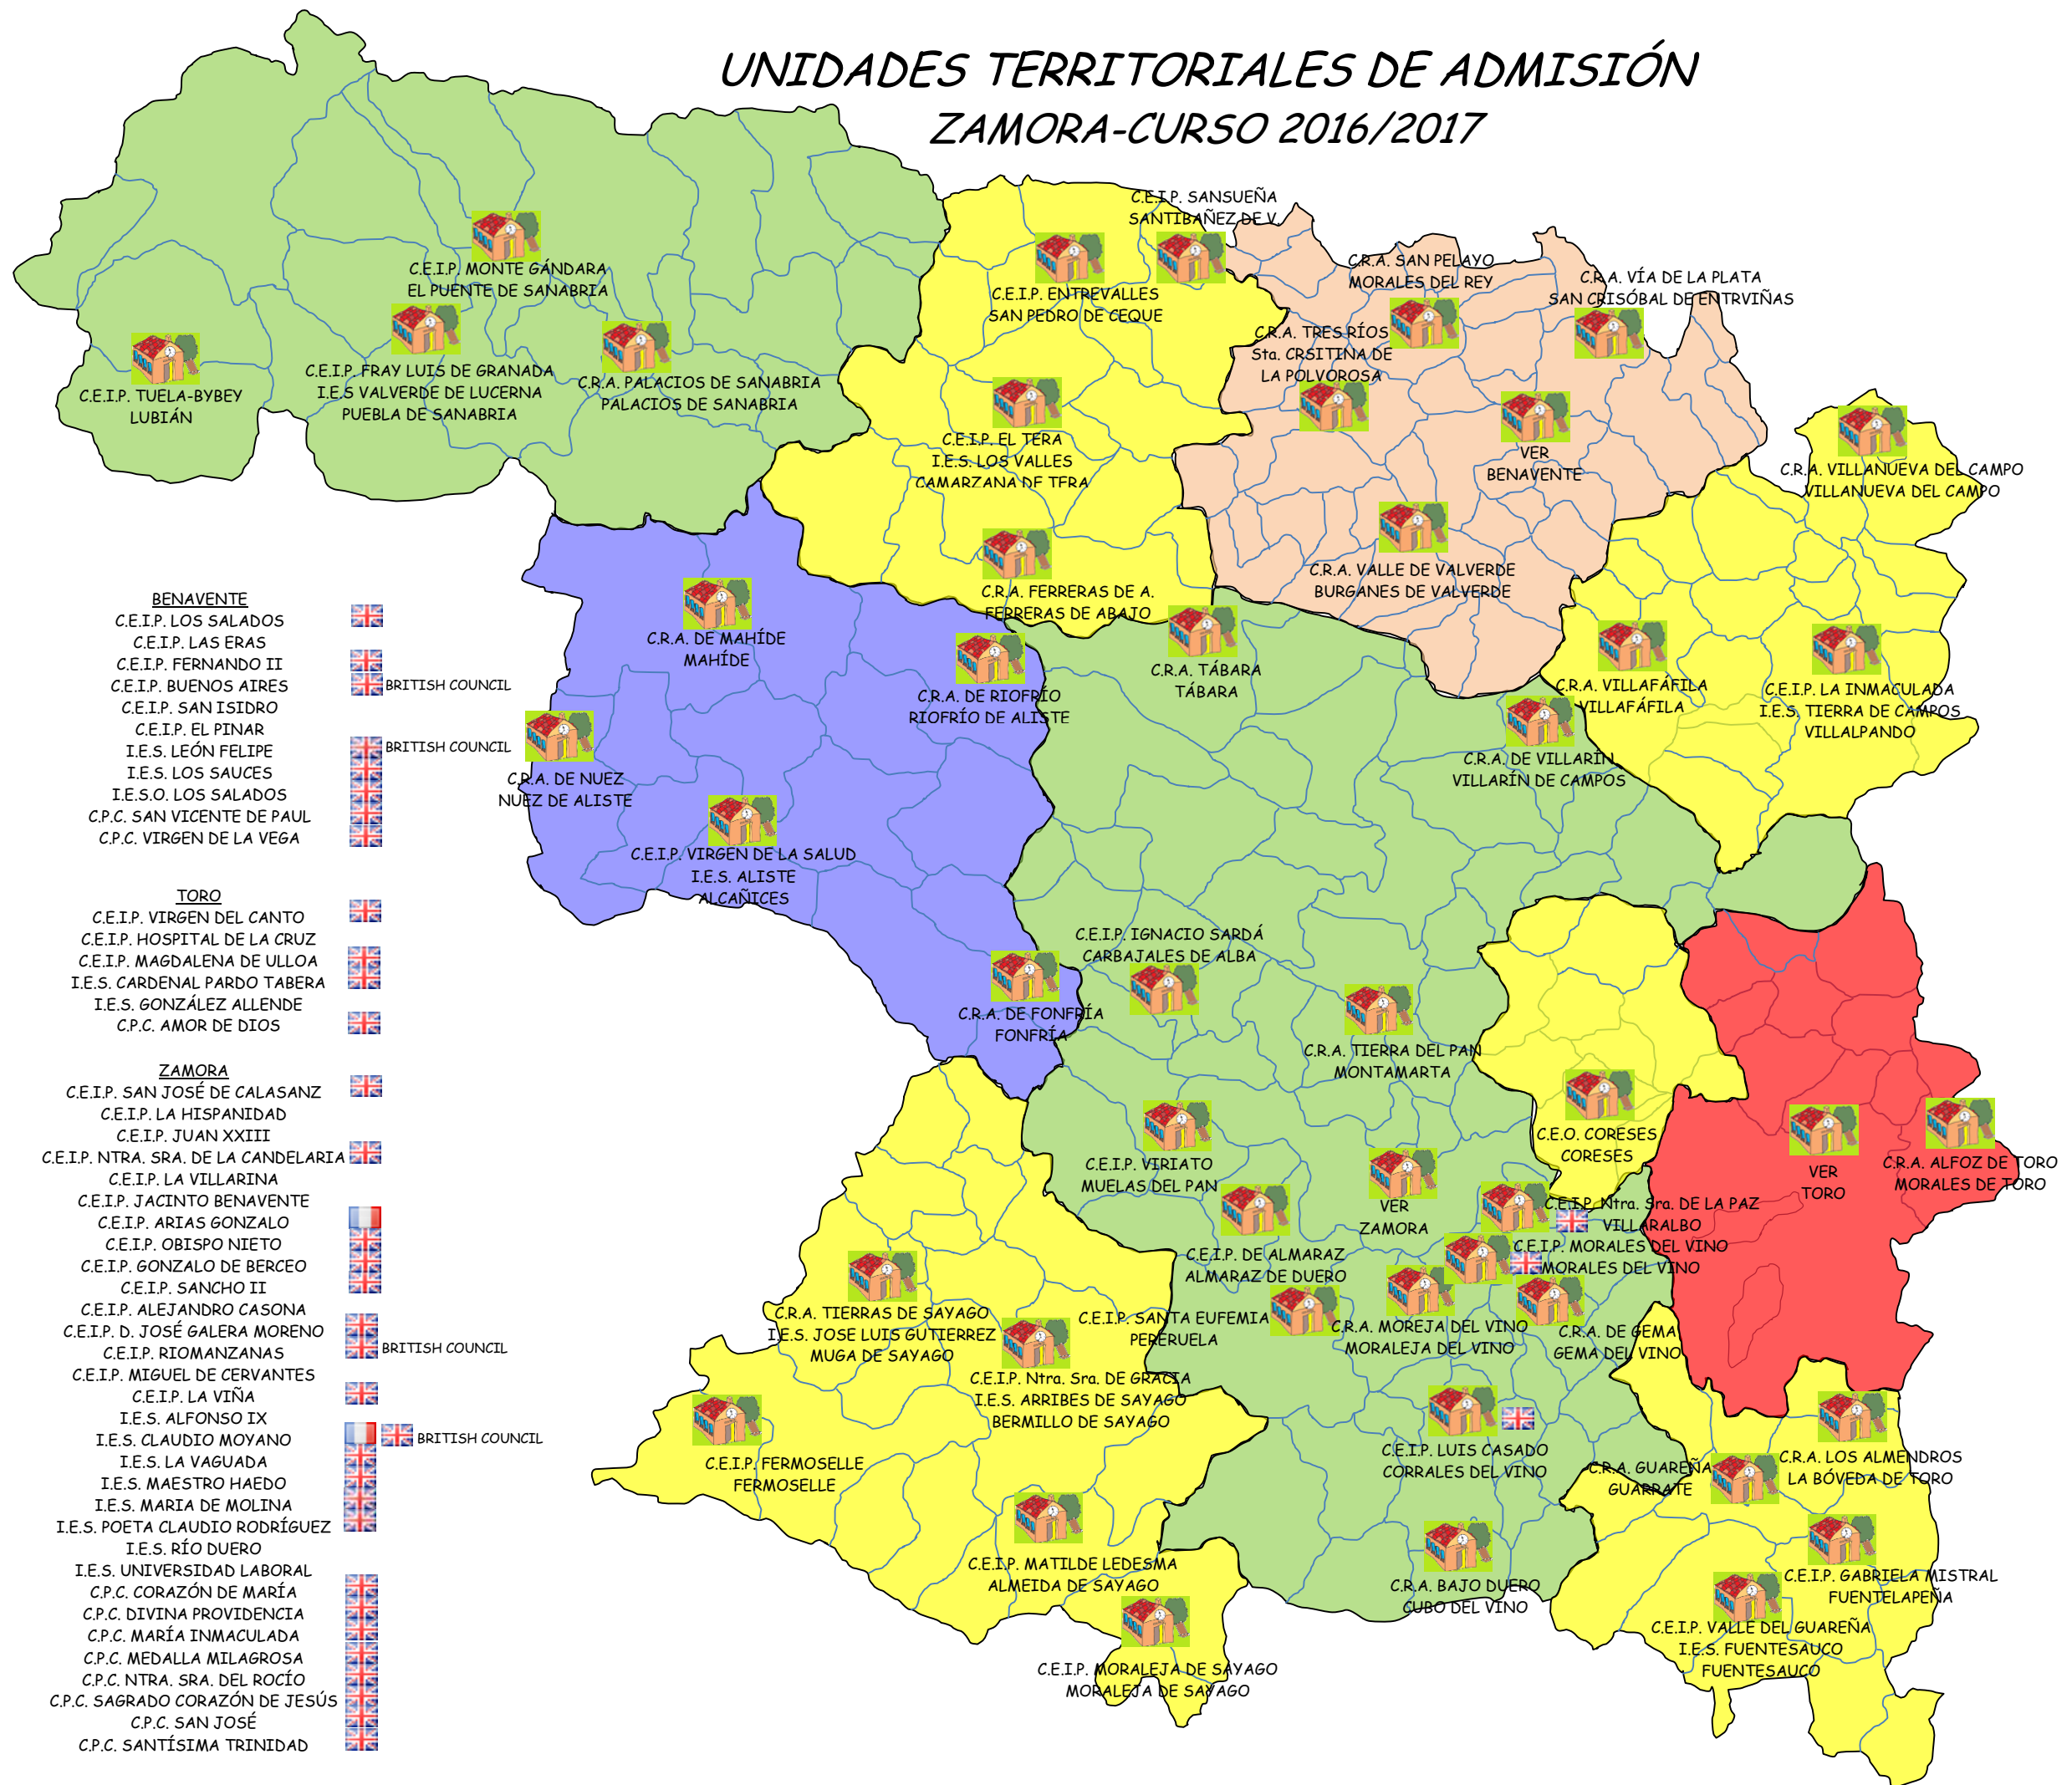 UNIDADES TERRITORIALES DE ADMISIÓN
ZAMORA-CURSO 2016/2017
C.E.I.P. SANSUEÑA
SANTIBAÑEZ DE V.
C.E.I.P. MONTE GÁNDARA
EL PUENTE DE SANABRIA
C.E.I.P. ENTREVALLES
SAN PEDRO DE CEQUE
C.R.A. SAN PELAYO
MORALES DEL REY
C.R.A. VÍA DE LA PLATA
SAN CRISÓBAL DE ENTRVIÑAS
C.R.A. TRES RÍOS
Sta. CRSITINA DE
LA POLVOROSA
C.E.I.P. TUELA-BYBEY
LUBIÁN
C.E.I.P. FRAY LUIS DE GRANADA
I.E.S VALVERDE DE LUCERNA
PUEBLA DE SANABRIA
C.R.A. PALACIOS DE SANABRIA
PALACIOS DE SANABRIA
C.E.I.P. EL TERA
I.E.S. LOS VALLES
CAMARZANA DE TERA
VER
BENAVENTE
C.R.A. VILLANUEVA DEL CAMPO
VILLANUEVA DEL CAMPO
C.R.A. FERRERAS DE A.
FERRERAS DE ABAJO
C.R.A. VALLE DE VALVERDE
BURGANES DE VALVERDE
C.R.A. DE MAHÍDE
MAHÍDE
C.R.A. DE RIOFRÍO
RIOFRÍO DE ALISTE
C.R.A. TÁBARA
TÁBARA
C.R.A. VILLAFÁFILA
VILLAFÁFILA
C.E.I.P. LA INMACULADA
I.E.S. TIERRA DE CAMPOS
VILLALPANDO
C.R.A. DE NUEZ
NUEZ DE ALISTE
C.R.A. DE VILLARÍN
VILLARÍN DE CAMPOS
C.E.I.P. VIRGEN DE LA SALUD
I.E.S. ALISTE
ALCAÑICES
C.E.I.P. IGNACIO SARDÁ
CARBAJALES DE ALBA
C.R.A. DE FONFRÍA
FONFRÍA
C.R.A. TIERRA DEL PAN
MONTAMARTA
C.E.O. CORESES
CORESES
C.E.I.P. VIRIATO
MUELAS DEL PAN
VER
ZAMORA
VER
TORO
C.R.A. ALFOZ DE TORO
MORALES DE TORO
C.E.I.P. Ntra. Sra. DE LA PAZ
VILLARALBO
C.E.I.P. MORALES DEL VINO
MORALES DEL VINO
C.E.I.P. DE ALMARAZ
ALMARAZ DE DUERO
C.E.I.P. SANTA EUFEMIA
PERERUELA
C.R.A. MOREJA DEL VINO
MORALEJA DEL VINO
C.R.A. DE GEMA
GEMA DEL VINO
C.R.A. TIERRAS DE SAYAGO
I.E.S. JOSE LUIS GUTIERREZ
MUGA DE SAYAGO
C.E.I.P. Ntra. Sra. DE GRACIA
I.E.S. ARRIBES DE SAYAGO
BERMILLO DE SAYAGO
C.E.I.P. FERMOSELLE
FERMOSELLE
C.E.I.P. LUIS CASADO
CORRALES DEL VINO
C.R.A. GUAREÑA
GUARRATE
C.R.A. LOS ALMENDROS
LA BÓVEDA DE TORO
C.E.I.P. MATILDE LEDESMA
ALMEIDA DE SAYAGO
C.R.A. BAJO DUERO
CUBO DEL VINO
C.E.I.P. GABRIELA MISTRAL
FUENTELAPEÑA
C.E.I.P. VALLE DEL GUAREÑA
I.E.S. FUENTESAUCO
FUENTESAUCO
C.E.I.P. MORALEJA DE SAYAGO
MORALEJA DE SAYAGO
BENAVENTE
C.E.I.P. LOS SALADOS
C.E.I.P. LAS ERAS
C.E.I.P. FERNANDO II
C.E.I.P. BUENOS AIRES BRITISH COUNCIL
C.E.I.P. SAN ISIDRO
C.E.I.P. EL PINAR
I.E.S. LEÓN FELIPE BRITISH COUNCIL
I.E.S. LOS SAUCES
I.E.S.O. LOS SALADOS
C.P.C. SAN VICENTE DE PAUL
C.P.C. VIRGEN DE LA VEGA
TORO
C.E.I.P. VIRGEN DEL CANTO
C.E.I.P. HOSPITAL DE LA CRUZ
C.E.I.P. MAGDALENA DE ULLOA
I.E.S. CARDENAL PARDO TABERA
I.E.S. GONZÁLEZ ALLENDE
C.P.C. AMOR DE DIOS
ZAMORA
C.E.I.P. SAN JOSÉ DE CALASANZ
C.E.I.P. LA HISPANIDAD
C.E.I.P. JUAN XXIII
C.E.I.P. NTRA. SRA. DE LA CANDELARIA
C.E.I.P. LA VILLARINA
C.E.I.P. JACINTO BENAVENTE
C.E.I.P. ARIAS GONZALO
C.E.I.P. OBISPO NIETO
C.E.I.P. GONZALO DE BERCEO
C.E.I.P. SANCHO II
C.E.I.P. ALEJANDRO CASONA
C.E.I.P. D. JOSÉ GALERA MORENO
C.E.I.P. RIOMANZANAS BRITISH COUNCIL
C.E.I.P. MIGUEL DE CERVANTES
C.E.I.P. LA VIÑA
I.E.S. ALFONSO IX
I.E.S. CLAUDIO MOYANO BRITISH COUNCIL
I.E.S. LA VAGUADA
I.E.S. MAESTRO HAEDO
I.E.S. MARIA DE MOLINA
I.E.S. POETA CLAUDIO RODRÍGUEZ
I.E.S. RÍO DUERO
I.E.S. UNIVERSIDAD LABORAL
C.P.C. CORAZÓN DE MARÍA
C.P.C. DIVINA PROVIDENCIA
C.P.C. MARÍA INMACULADA
C.P.C. MEDALLA MILAGROSA
C.P.C. NTRA. SRA. DEL ROCÍO
C.P.C. SAGRADO CORAZÓN DE JESÚS
C.P.C. SAN JOSÉ
C.P.C. SANTÍSIMA TRINIDAD